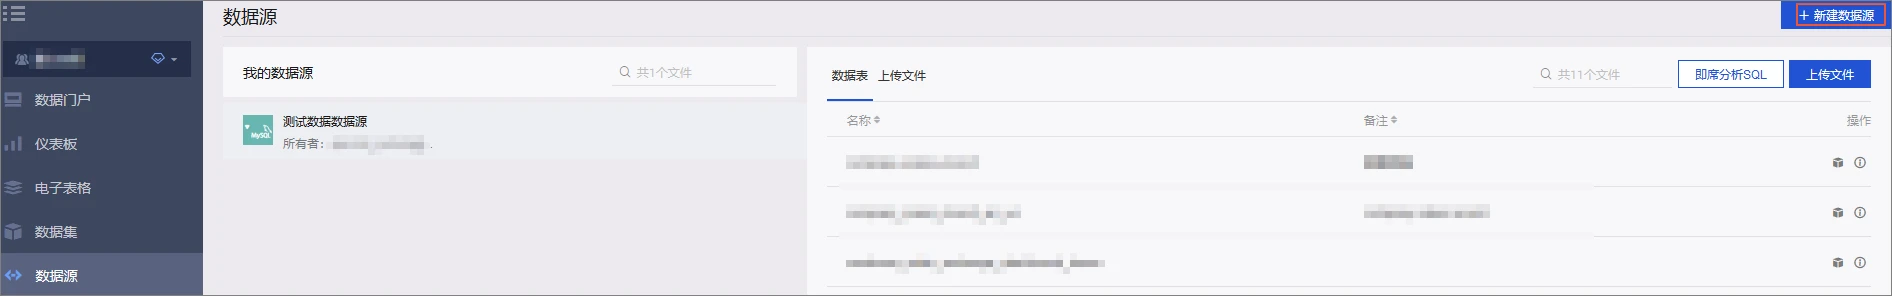 数据源
+ 新建数据源
数据门户
仪表板
电子表格
数据集
数据源
我的数据源
共1个文件
MySQL
测试数据数据源
所有者:
数据表 上传文件
共11个文件
即席分析SQL
上传文件
名称
备注
操作